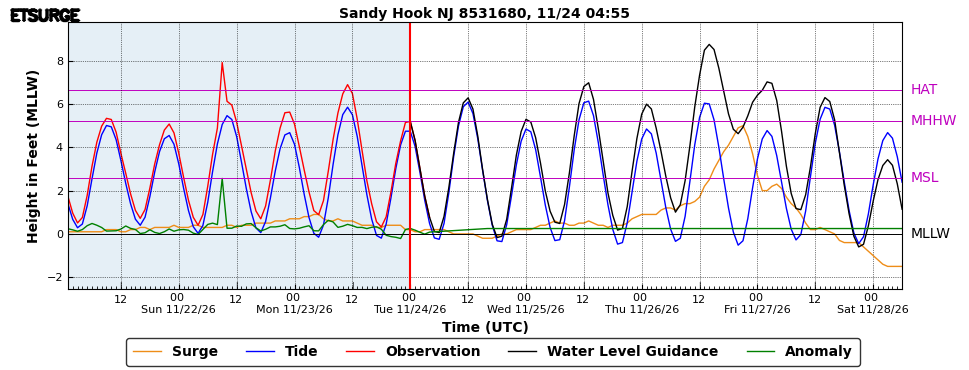 ETSURGE
Sandy Hook NJ 8531680, 11/24 04:55
Height in Feet (MLLW)
8
6
4
2
0
−2
HAT
MHHW
MSL
MLLW
12 00 12 00 12 00 12 00 12 00 12 00 12 00
Sun 11/22/26 Mon 11/23/26 Tue 11/24/26 Wed 11/25/26 Thu 11/26/26 Fri 11/27/26 Sat 11/28/26
Time (UTC)
Surge Tide Observation Water Level Guidance Anomaly